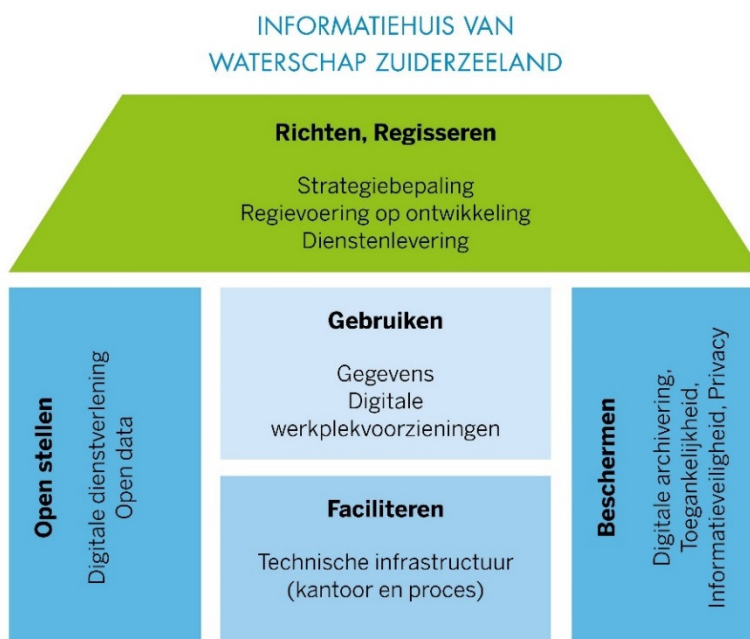 INFORMATIEHUIS VAN
WATERSCHAP ZUIDERZEELAND
Richten, Regisseren
Strategiebepaling
Regievoering op ontwikkeling
Dienstenlevering
Open stellen
Digitale dienstverlening
Open data
Gebruiken
Gegevens
Digitale
werkplekvoorzieningen
Faciliteren
Technische infrastructuur
(kantoor en proces)
Beschermen
Digitale archivering,
Toegankelijkheid,
Informatieveiligheid, Privacy